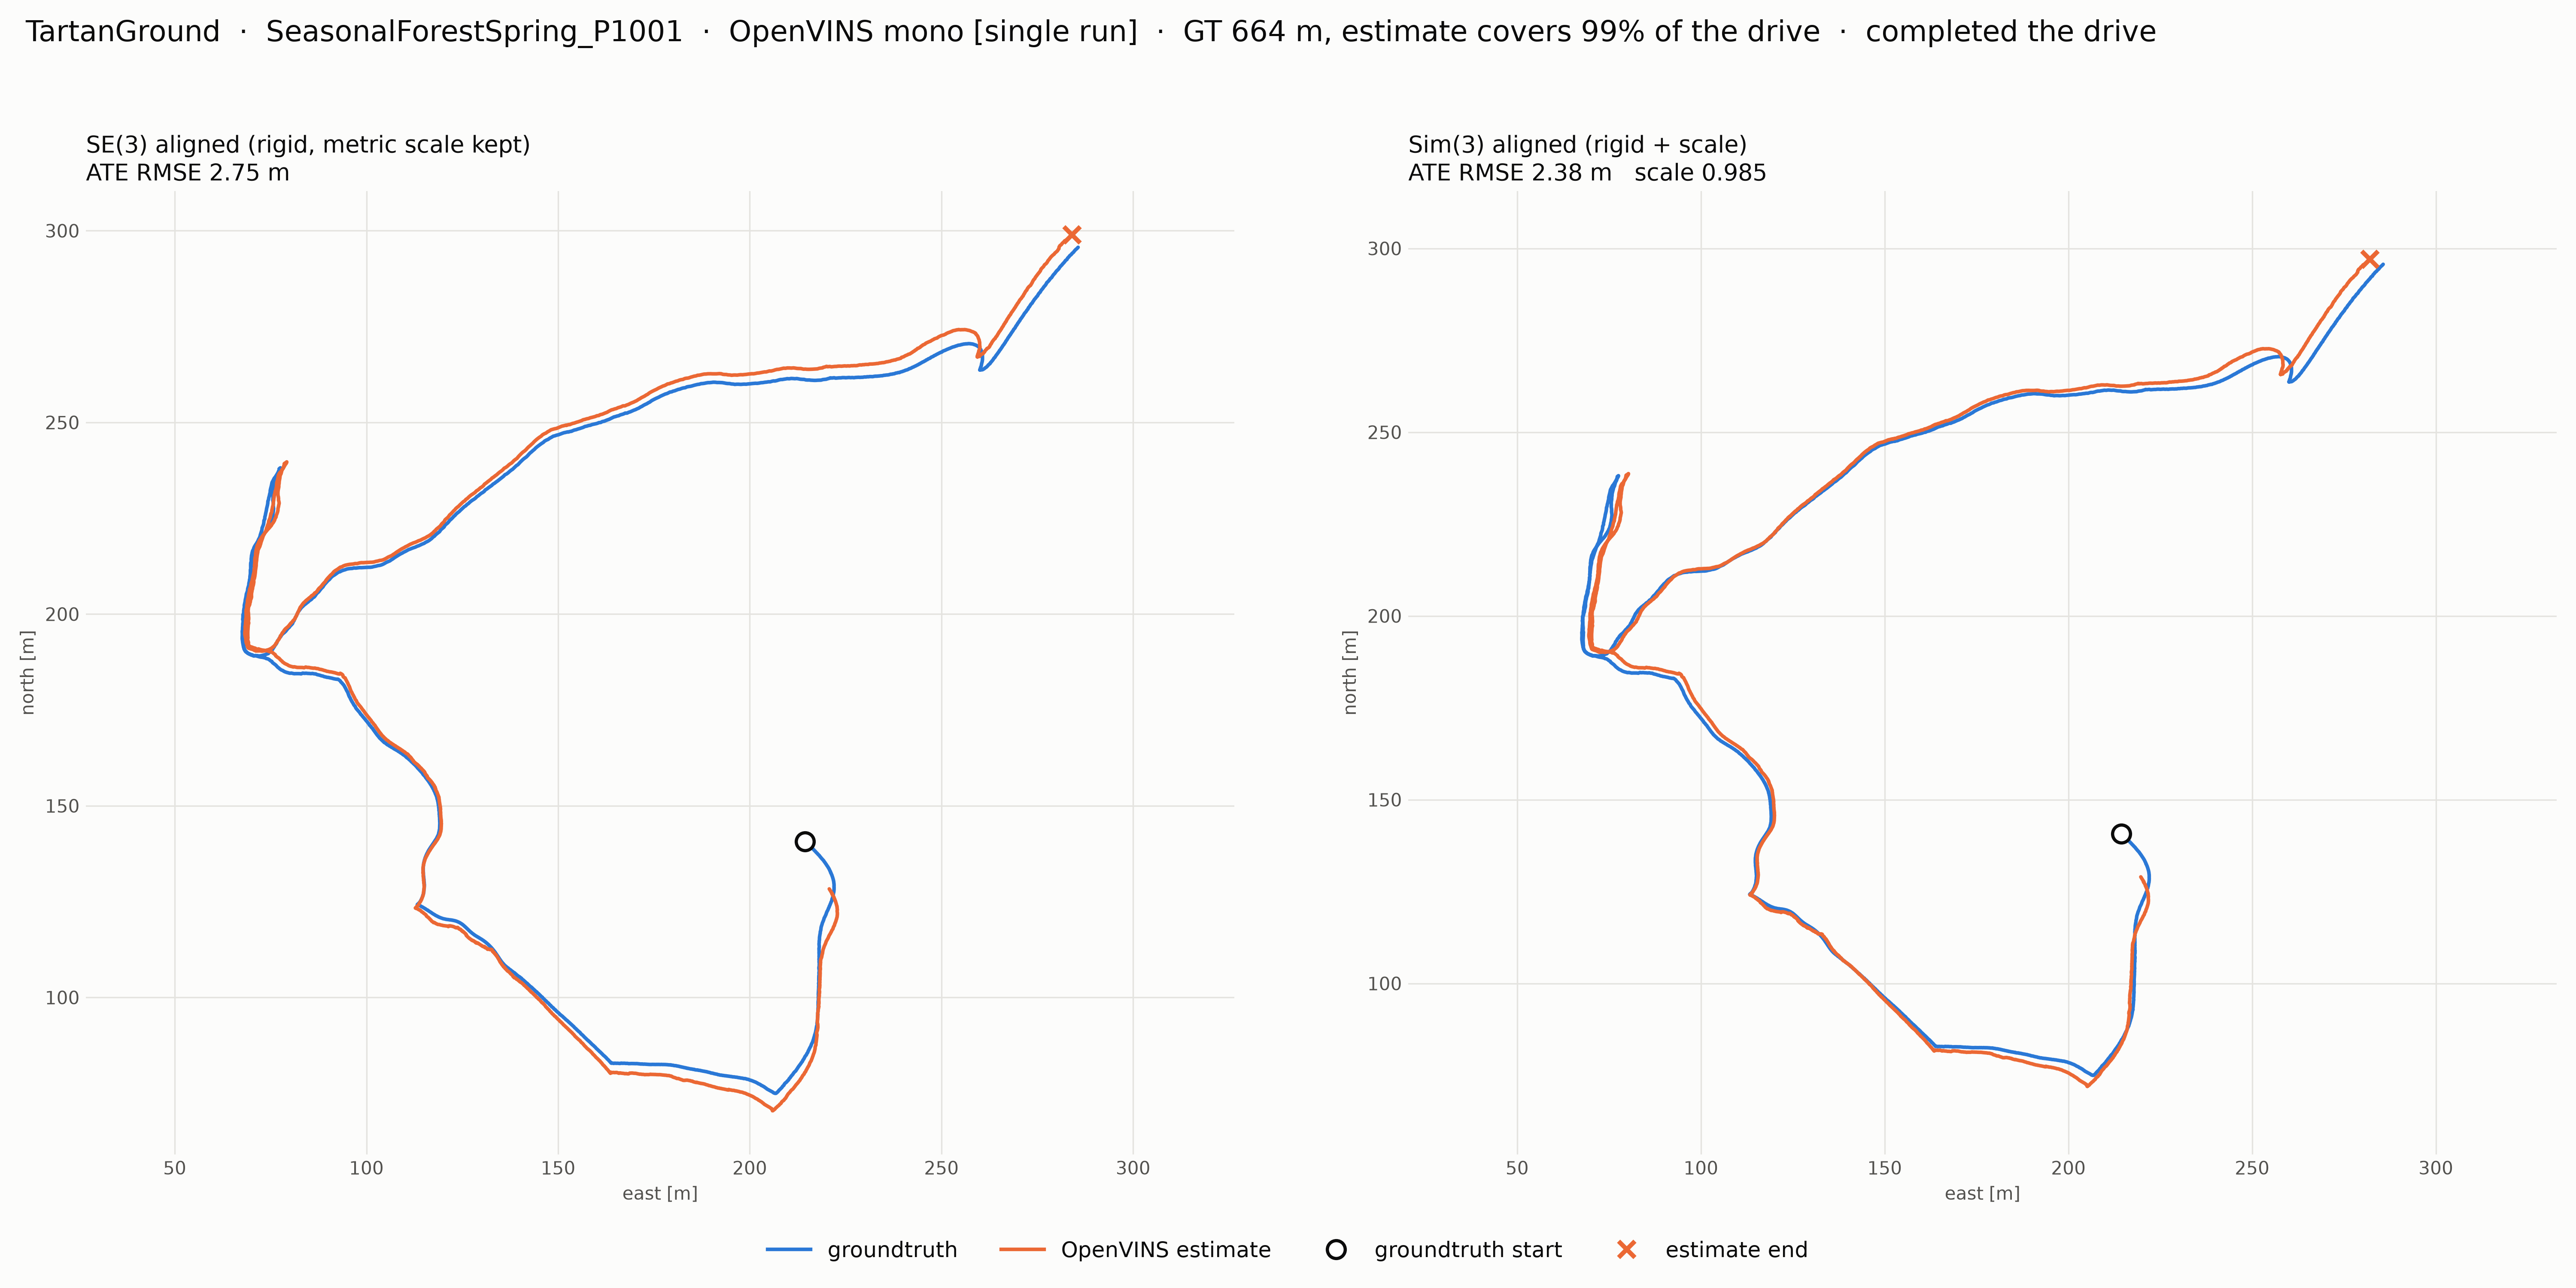 TartanGround · SeasonalForestSpring_P1001 · OpenVINS mono [single run] · GT 664 m, estimate covers 99% of the drive · completed the drive
SE(3) aligned (rigid, metric scale kept)
ATE RMSE 2.75 m
300
250
200
150
100
50
100
150
200
250
300
north [m]
east [m]
Sim(3) aligned (rigid + scale)
ATE RMSE 2.38 m scale 0.985
300
250
200
150
100
50
100
150
200
250
300
north [m]
east [m]
groundtruth
OpenVINS estimate
groundtruth start
estimate end